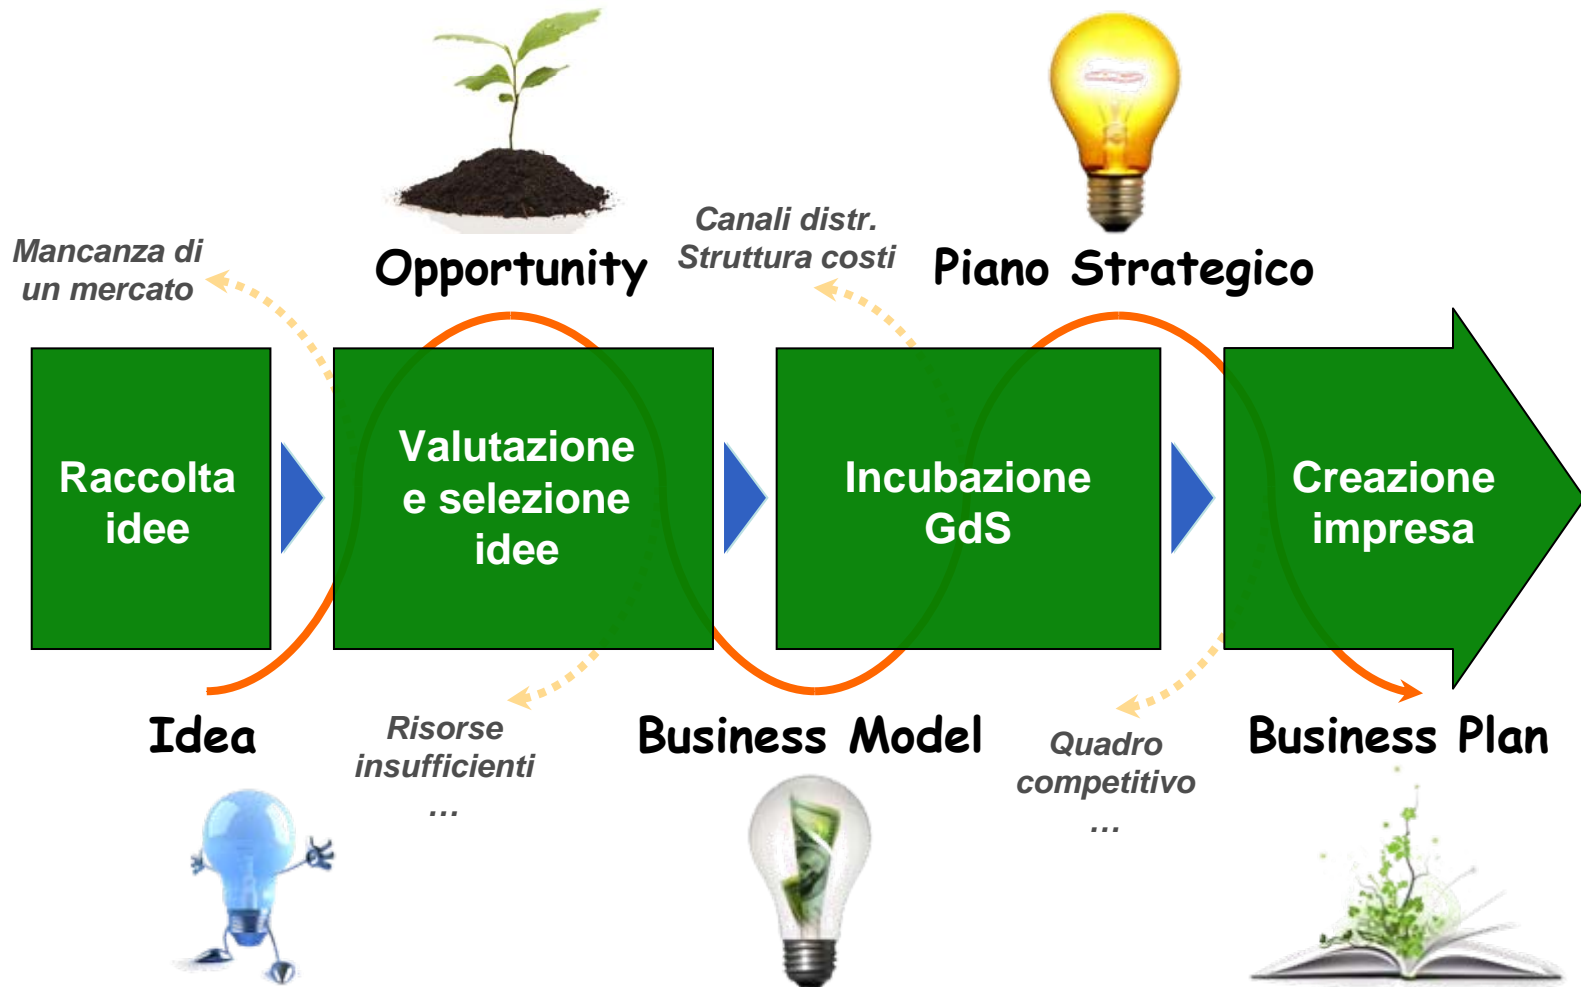 Mancanza di
un mercato
Opportunity
Canali distr.
Struttura costi
Piano Strategico
Raccolta
idee
Valutazione
e selezione
idee
Incubazione
GdS
Creazione
impresa
Idea
Risorse
insufficienti
...
Business Model
Quadro
competitivo
...
Business Plan